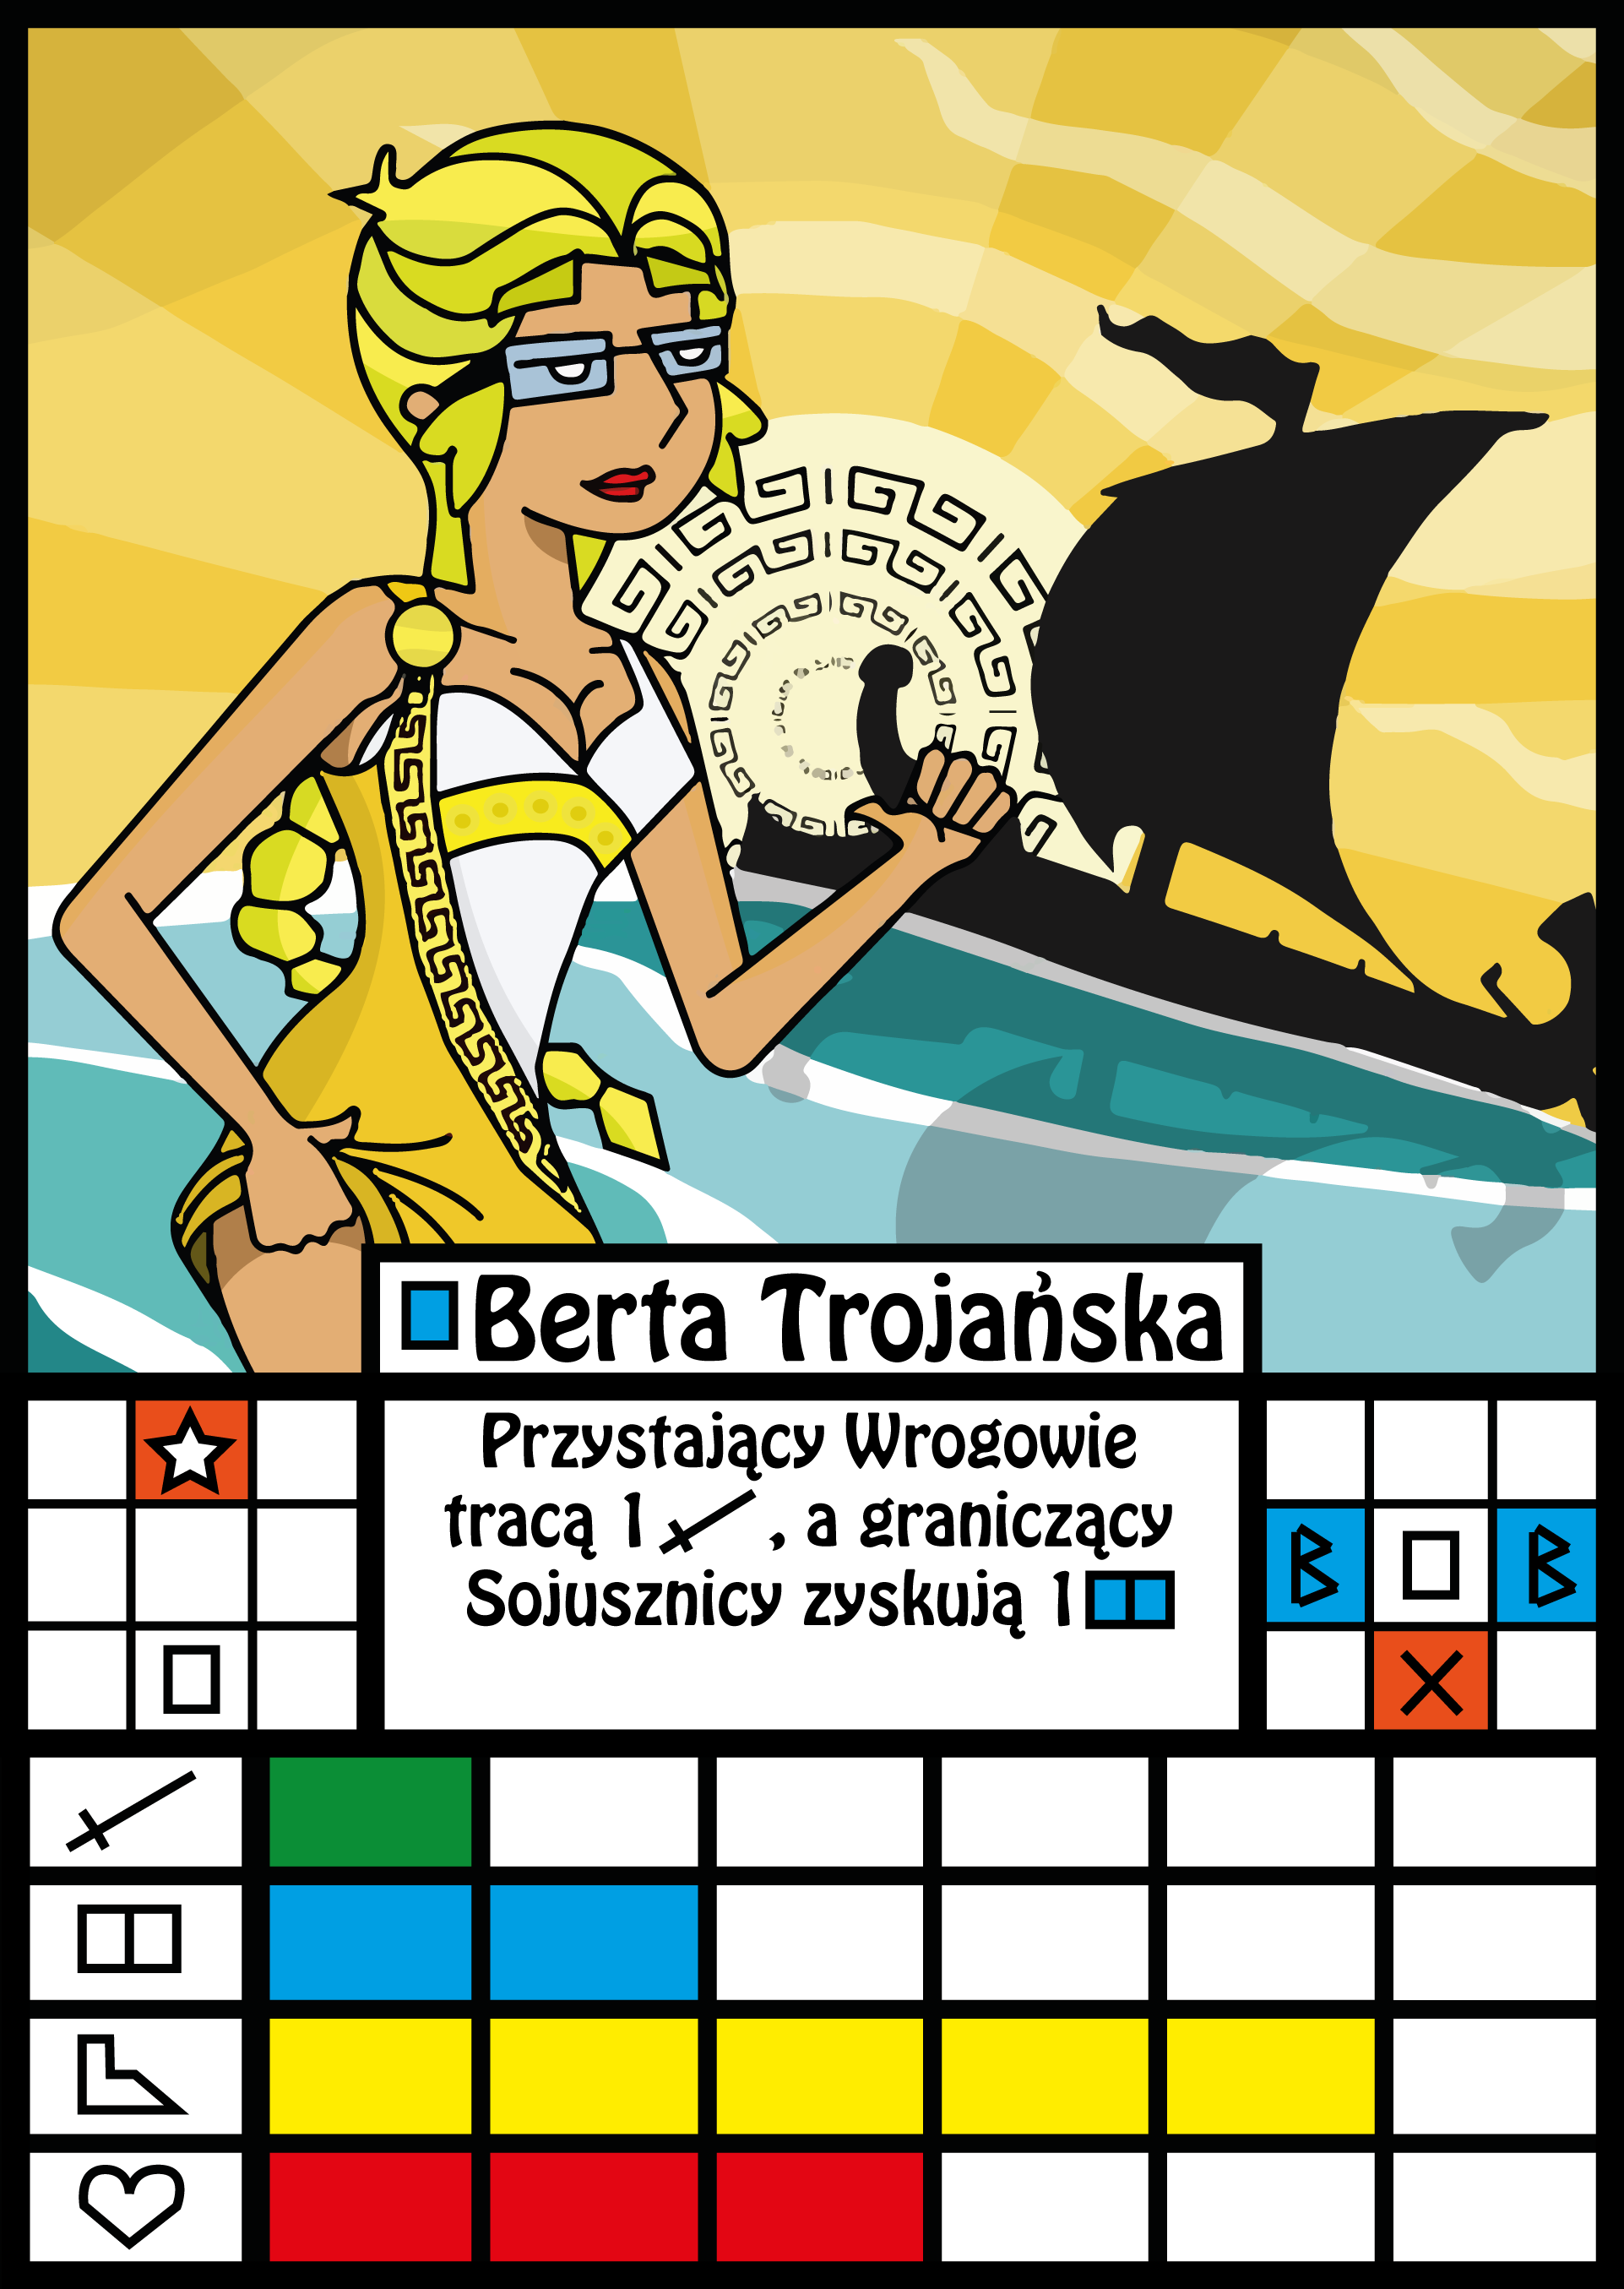 Berta Trojańska
Przystający Wrogowie
tracą 1 , a graniczący
Sojusznicy zyskują 1
B B